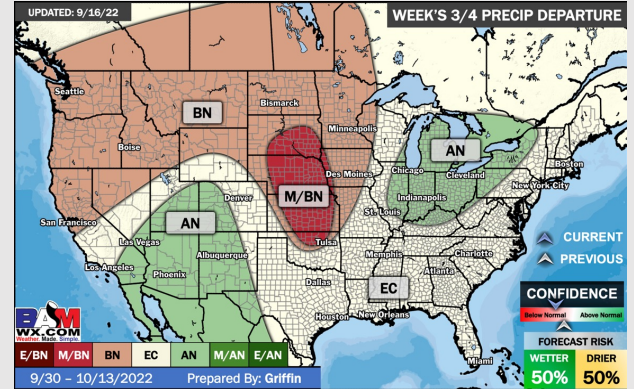 UPDATED: 9/16/22
WEEK'S 3/4 PRECIP DEPARTURE
Seattle
Bismarck
BN
Minneapolis
Boise
AN
Boston
Chicago
Cleveland
Des Moines
New York City
Denver
M/BN
Indianapolis
St. Louis
San Francisco
AN
Las Vegas
Tulsa
CURRENT
Albuquerque
Memphis
Charlotte
PREVIOUS
Los Angeles
Phoenix
Atlanta
Dallas
EC
CONFIDENCE
Below Normal
Above Normal
Houston
New Orleans
BAM
WX.COM
Weather. Made. Simple.
FORECAST RISK
E/BN M/BN BN EC AN M/AN E/AN
WETTER
DRIER
Miami
50%
50%
9/30 – 10/13/2022
Prepared By: Griffin